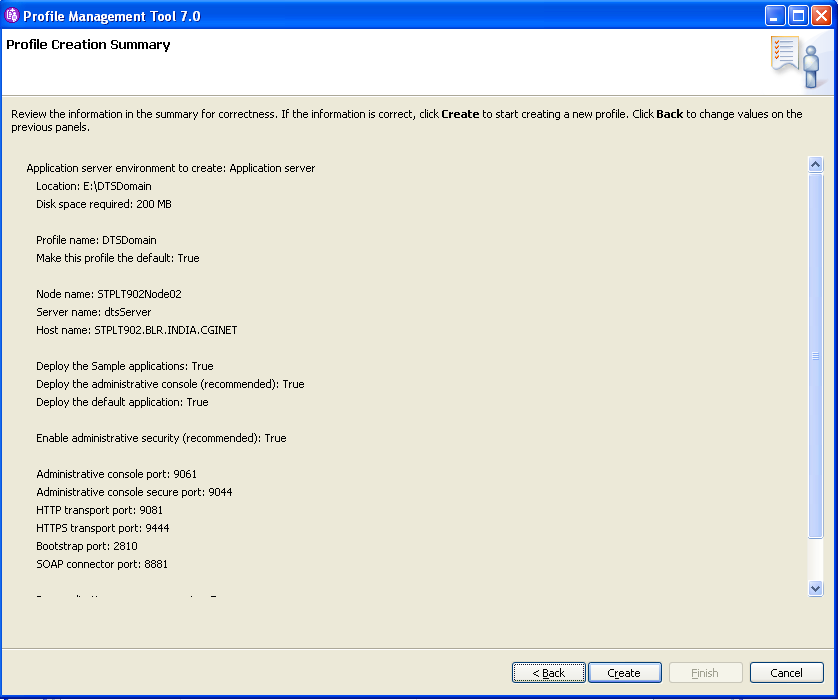 Profile Management Tool 7.0
Profile Creation Summary
Review the information in the summary for correctness. If the information is correct, click Create to start creating a new profile. Click Back to change values on the
previous panels.
Application server environment to create: Application server
Location: E:\DTSDomain
Disk space required: 200 MB
Profile name: DTSDomain
Make this profile the default: True
Node name: STPLT902Node02
Server name: dtsServer
Host name: STPLT902.BLR.INDIA.CGINET
Deploy the Sample applications: True
Deploy the administrative console (recommended): True
Deploy the default application: True
Enable administrative security (recommended): True
Administrative console port: 9061
Administrative console secure port: 9044
HTTP transport port: 9081
HTTPS transport port: 9444
Bootstrap port: 2810
SOAP connector port: 8881
< Back
Create
Finish
Cancel